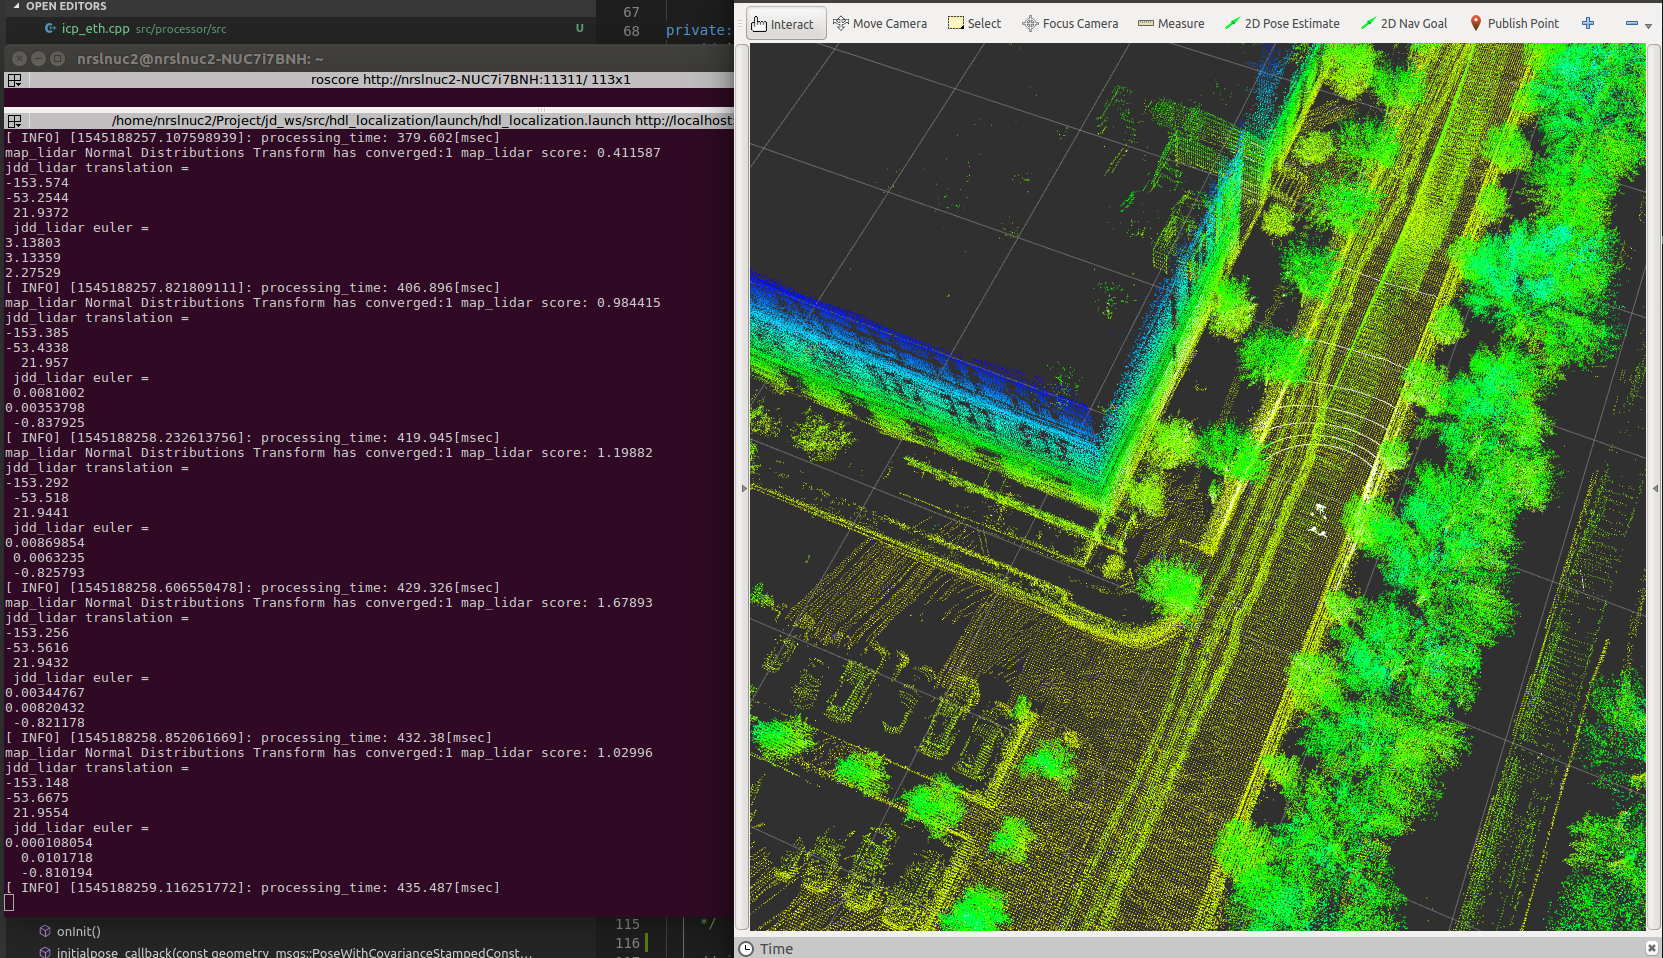 OPEN EDITORS
icp_eth.cpp src/processor/src U
67
68 private:
nrslnuc2@nrslnuc2-NUC7i7BNH: ~
roscore http://nrslnuc2-NUC7i7BNH:11311/ 113x1
/home/nrslnuc2/Project/jd_ws/src/hdl_localization/launch/hdl_localization.launch http://localhost:
[ INFO] [1545188257.107598939]: processing_time: 379.602[msec]
map_lidar Normal Distributions Transform has converged:1 map_lidar score: 0.411587
jdd_lidar translation =
-153.574
-53.2544
21.9372
jdd_lidar euler =
3.13803
3.13359
2.27529
[ INFO] [1545188257.821809111]: processing_time: 406.896[msec]
map_lidar Normal Distributions Transform has converged:1 map_lidar score: 0.984415
jdd_lidar translation =
-153.385
-53.4338
21.957
jdd_lidar euler =
0.0081002
0.00353798
-0.837925
[ INFO] [1545188258.232613756]: processing_time: 419.945[msec]
map_lidar Normal Distributions Transform has converged:1 map_lidar score: 1.19882
jdd_lidar translation =
-153.292
-53.518
21.9441
jdd_lidar euler =
0.00869854
0.0063235
-0.825793
[ INFO] [1545188258.606550478]: processing_time: 429.326[msec]
map_lidar Normal Distributions Transform has converged:1 map_lidar score: 1.67893
jdd_lidar translation =
-153.256
-53.5616
21.9432
jdd_lidar euler =
0.00344767
0.00820432
-0.821178
[ INFO] [1545188258.852061669]: processing_time: 432.38[msec]
map_lidar Normal Distributions Transform has converged:1 map_lidar score: 1.02996
jdd_lidar translation =
-153.148
-53.6675
21.9554
jdd_lidar euler =
0.000108054
0.0101718
-0.810194
[ INFO] [1545188259.116251772]: processing_time: 435.487[msec]
onInit()
initialpose_callback(const geometry_msgs::PoseWithCovarianceStampedConst...
115 */
116
Interact Move Camera Select Focus Camera Measure 2D Pose Estimate 2D Nav Goal Publish Point
Time